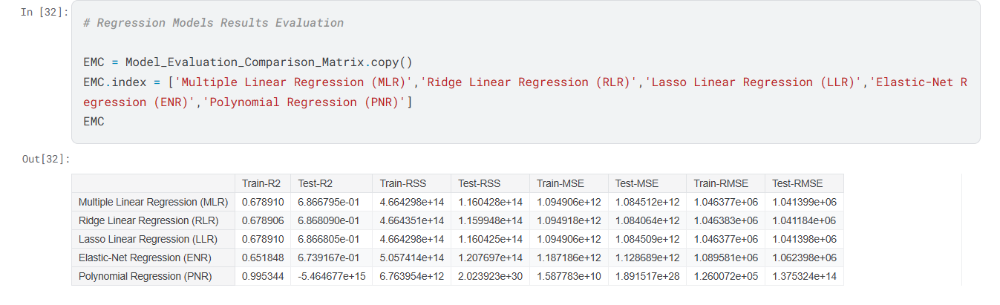 In [32]:
# Regression Models Results Evaluation
EMC = Model_Evaluation_Comparison_Matrix.copy()
EMC.index = ['Multiple Linear Regression (MLR)','Ridge Linear Regression (RLR)','Lasso Linear Regression (LLR)','Elastic-Net R
egression (ENR)','Polynomial Regression (PNR)']
EMC
Out[32]:
Train-R2 Test-R2 Train-RSS Test-RSS Train-MSE Test-MSE Train-RMSE Test-RMSE
Multiple Linear Regression (MLR) 0.678910 6.866795e-01 4.664298e+14 1.160428e+14 1.094906e+12 1.084512e+12 1.046377e+06 1.041399e+06
Ridge Linear Regression (RLR) 0.678906 6.868090e-01 4.664351e+14 1.159948e+14 1.094918e+12 1.084064e+12 1.046383e+06 1.041184e+06
Lasso Linear Regression (LLR) 0.678910 6.866805e-01 4.664298e+14 1.160425e+14 1.094906e+12 1.084509e+12 1.046377e+06 1.041398e+06
Elastic-Net Regression (ENR) 0.651848 6.739167e-01 5.057414e+14 1.207697e+14 1.187186e+12 1.128689e+12 1.089581e+06 1.062398e+06
Polynomial Regression (PNR) 0.995344 -5.464677e+15 6.763954e+12 2.023923e+30 1.587783e+10 1.891517e+28 1.260072e+05 1.375324e+14